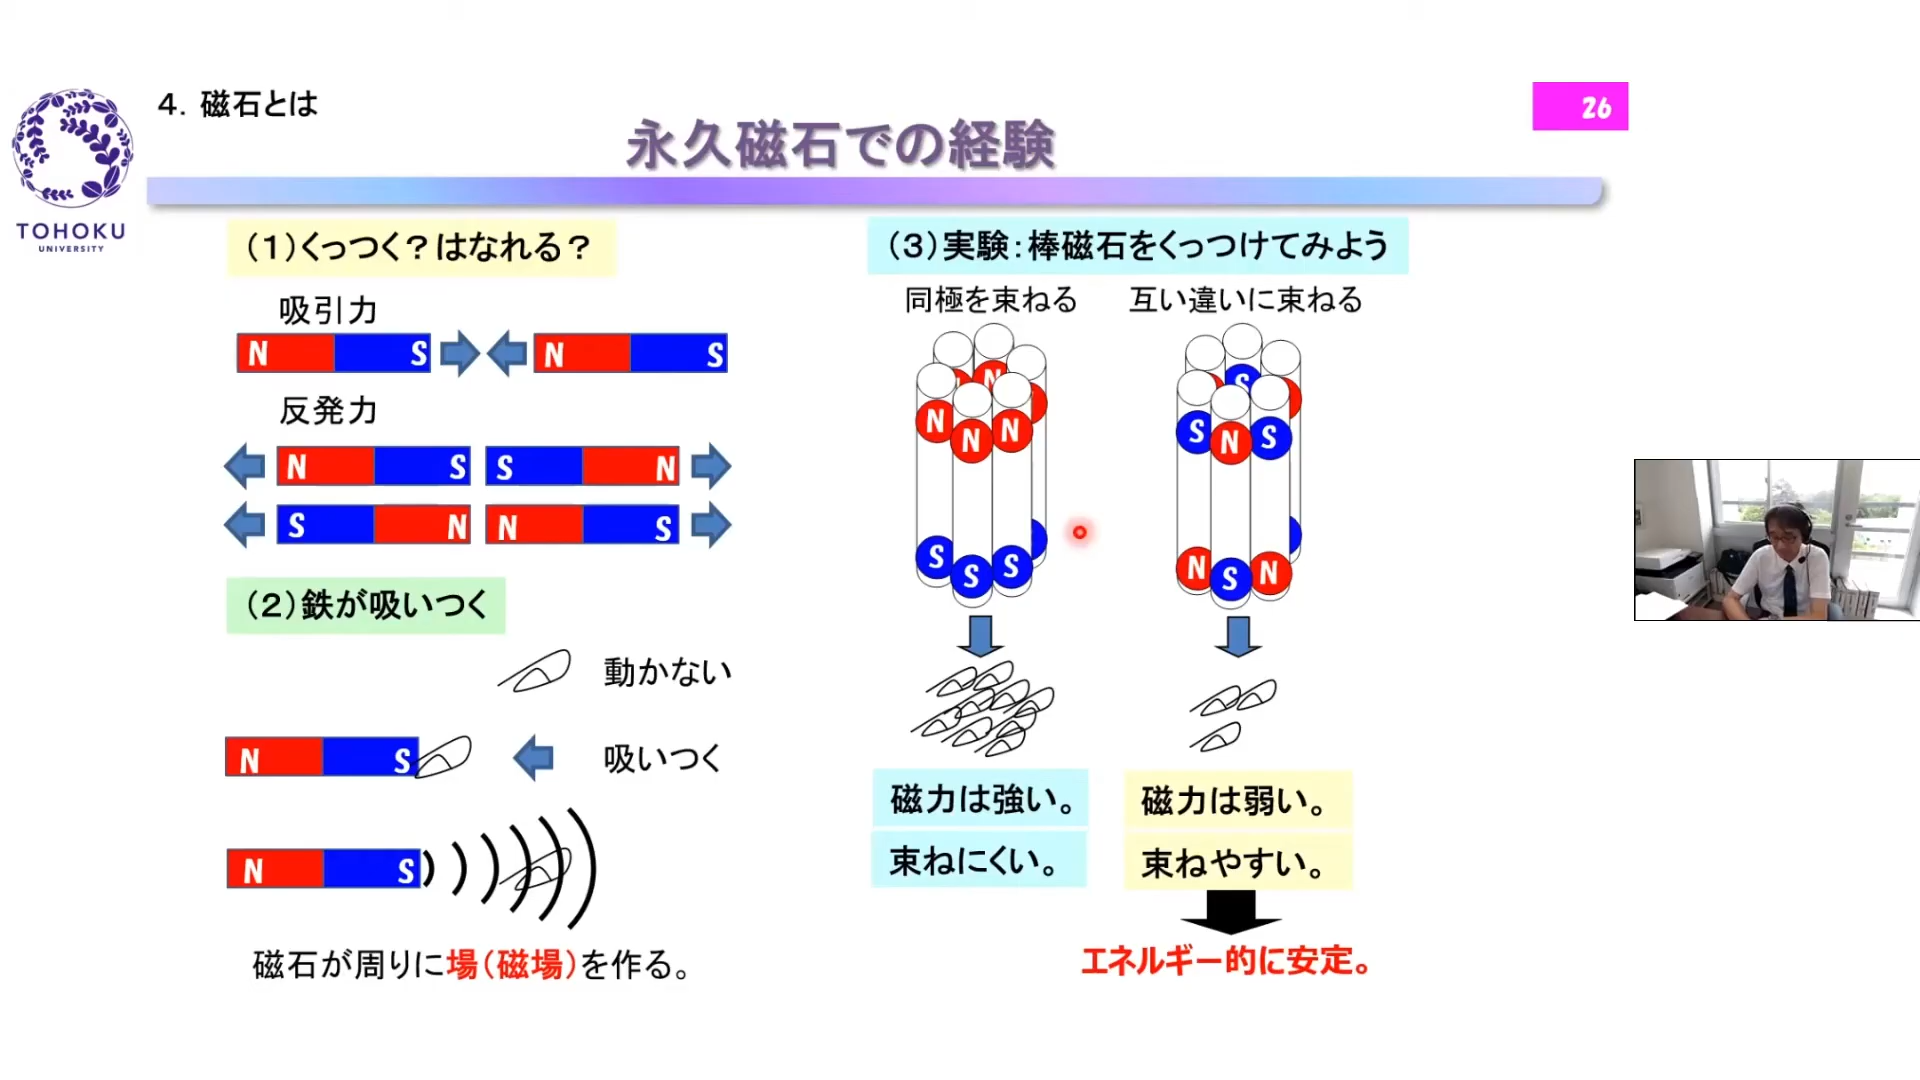 TOHOKU
UNIVERSITY
4. 磁石とは
永久磁石での経験
26
(1)くっつく?はなれる?
吸引力
N S N S
反発力
N S S N
S N N S
(2)鉄が吸いつく
動かない
N S 吸いつく
N S
磁石が周りに場(磁場)を作る。
(3)実験:棒磁石をくっつけてみよう
同極を束ねる
N
N N N
S S S
磁力は強い。
束ねにくい。
互い違いに束ねる
S
S N S
N S N
磁力は弱い。
束ねやすい。
エネルギー的に安定。